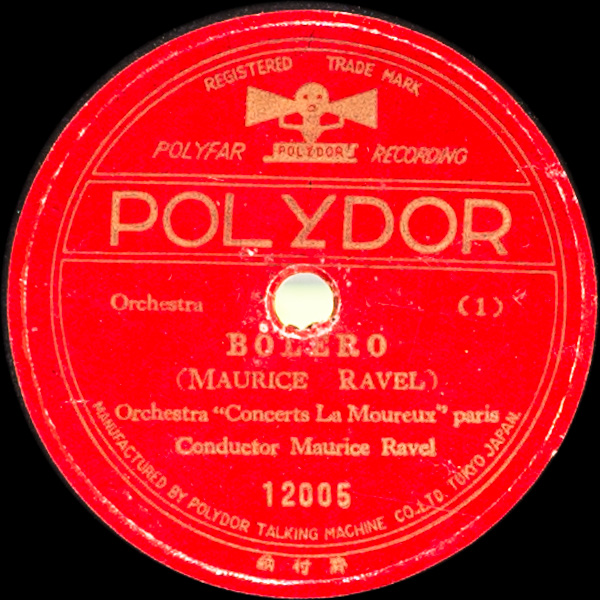 REGISTERED TRADE MARK
POLYFAR POLYDOR RECORDING
POLYDOR
Orchestra (1)
BOLERO
(MAURICE RAVEL)
Orchestra "Concerts La Moureux" paris
Conductor Maurice Ravel
12005
MANUFACTURED BY POLYDOR TALKING MACHINE CO.,LTD. TOKYO JAPAN.